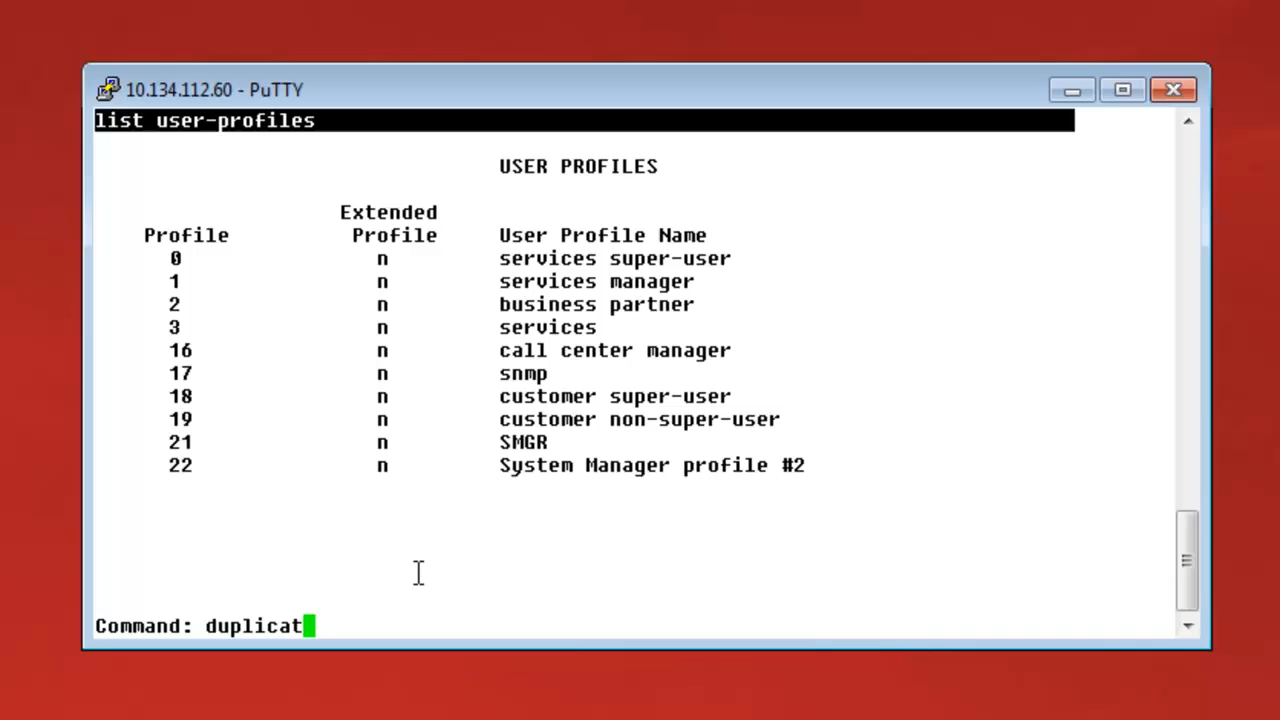 10.134.112.60 - PuTTY
list user-profiles
USER PROFILES
Extended
Profile Profile User Profile Name
0 n services super-user
1 n services manager
2 n business partner
3 n services
16 n call center manager
17 n snmp
18 n customer super-user
19 n customer non-super-user
21 n SMGR
22 n System Manager profile #2
Command: duplicat